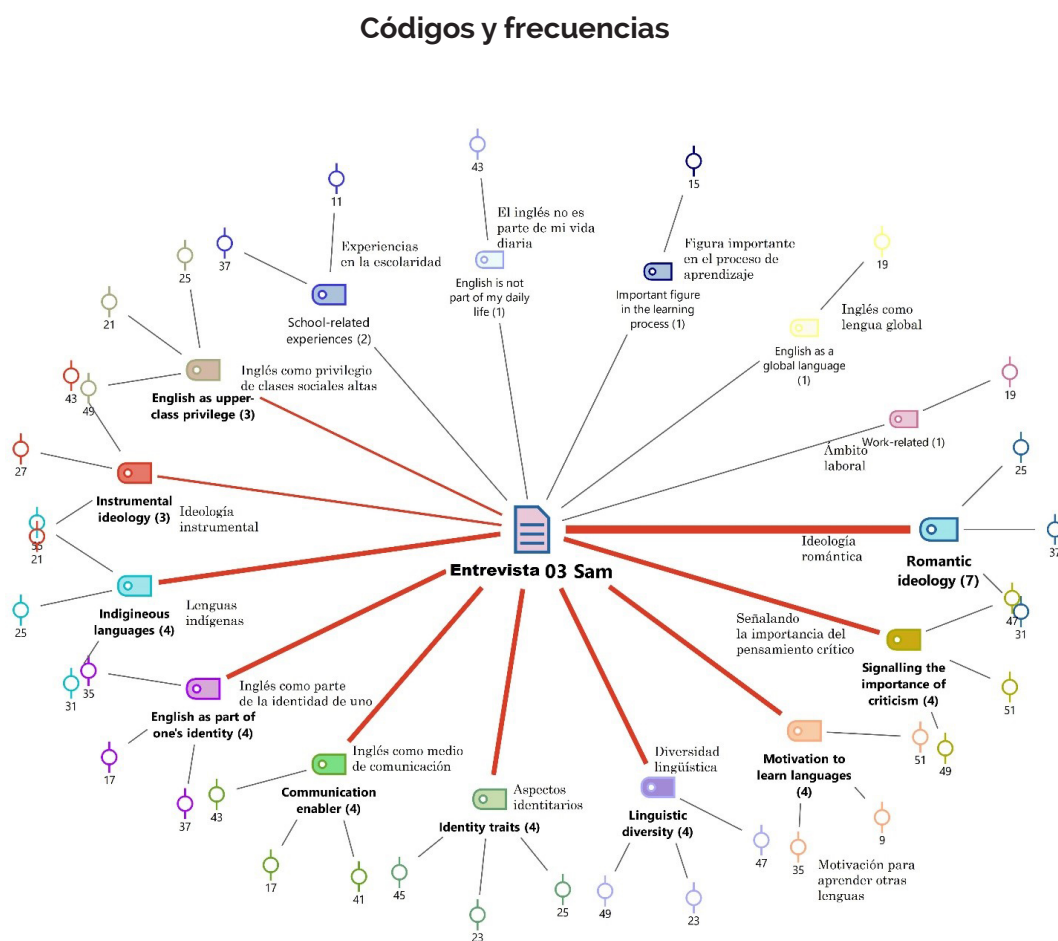 Códigos y frecuencias
43
15
11
El inglés no es
parte de mi vida
diaria
Experiencias
en la escolaridad
37
Figura importante
en el proceso de
aprendizaje
19
25
English is not
part of my daily
life (1)
Important figure
in the learning
process (1)
Inglés como
lengua global
21
School-related
experiences (2)
English as a
global language
(1)
Inglés como privilegio
de clases sociales altas
43
49
English as upper-
class privilege (3)
19
Work-related (1)
Ámbito
laboral
25
27
Instrumental
ideology (3)
Ideología
instrumental
21
Ideología
romántica
37
Romantic
ideology (7)
Entrevista 03 Sam
25
Indigineous
languages (4)
Lenguas
indígenas
47
31
Señalando
la importancia del
pensamiento crítico
Signalling the
importance of
criticism (4)
51
49
31
35
Inglés como parte
de la identidad de uno
English as part of
one's identity (4)
17
37
Inglés como medio
de comunicación
Communication
enabler (4)
43
17
41
Aspectos
identitarios
Identity traits (4)
45
23
25
Diversidad
lingüística
Linguistic
diversity (4)
47
49
23
Motivation to
learn languages
(4)
51
9
35
Motivación para
aprender otras
lenguas